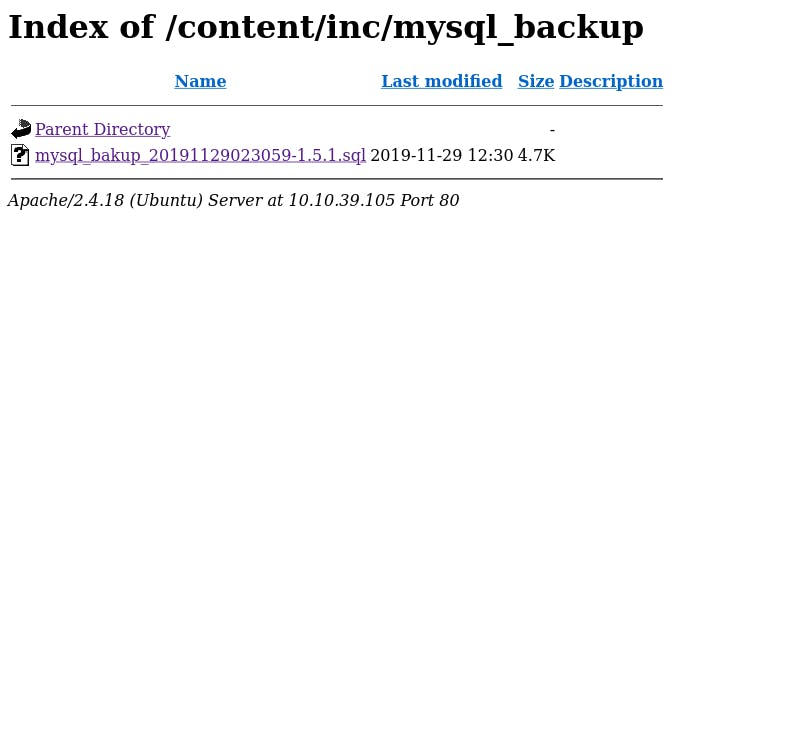 Index of /content/inc/mysql_backup
Name Last modified Size Description
Parent Directory -
mysql_bakup_20191129023059-1.5.1.sql 2019-11-29 12:30 4.7K
Apache/2.4.18 (Ubuntu) Server at 10.10.39.105 Port 80